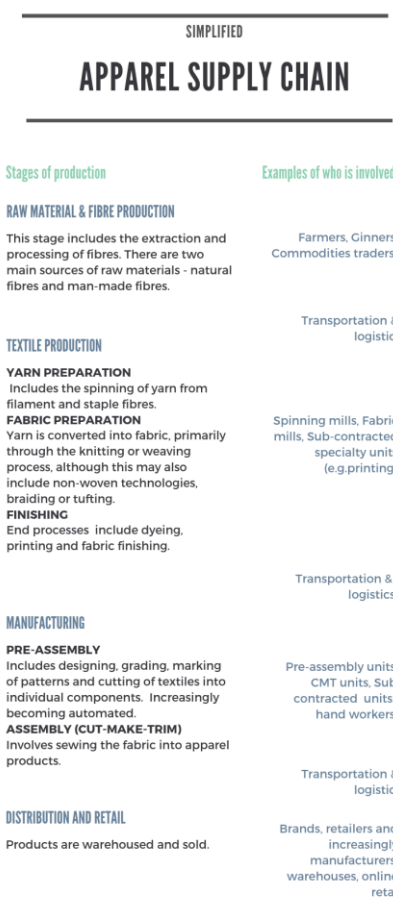 SIMPLIFIED
APPAREL SUPPLY CHAIN
Stages of production
RAW MATERIAL & FIBRE PRODUCTION
This stage includes the extraction and
processing of fibres. There are two
main sources of raw materials - natural
fibres and man-made fibres.
TEXTILE PRODUCTION
YARN PREPARATION
Includes the spinning of yarn from
filament and staple fibres.
FABRIC PREPARATION
Yarn is converted into fabric, primarily
through the knitting or weaving
process, although this may also
include non-woven technologies,
braiding or tufting.
FINISHING
End processes include dyeing,
printing and fabric finishing.
MANUFACTURING
PRE-ASSEMBLY
Includes designing, grading, marking
of patterns and cutting of textiles into
individual components. Increasingly
becoming automated.
ASSEMBLY (CUT-MAKE-TRIM)
Involves sewing the fabric into apparel
products.
DISTRIBUTION AND RETAIL
Products are warehoused and sold.
Examples of who is involved
Farmers, Ginners
Commodities traders
Transportation &
logistic
Spinning mills, Fabric
mills, Sub-contracted
specialty unit
(e.g.printing
Transportation &
logistics
Pre-assembly units
CMT units, Sub
contracted units
hand workers
Transportation &
logistic
Brands, retailers and
increasingly
manufacturers
warehouses, online
reta